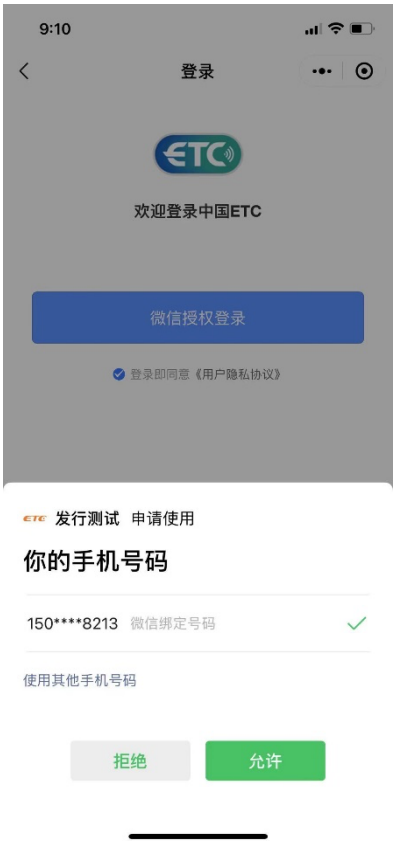 9:10
登录
ETC
欢迎登录中国ETC
微信授权登录
登录即同意《用户隐私协议》
ETC 发行测试 申请使用
你的手机号码
150****8213 微信绑定号码
使用其他手机号码
拒绝 允许